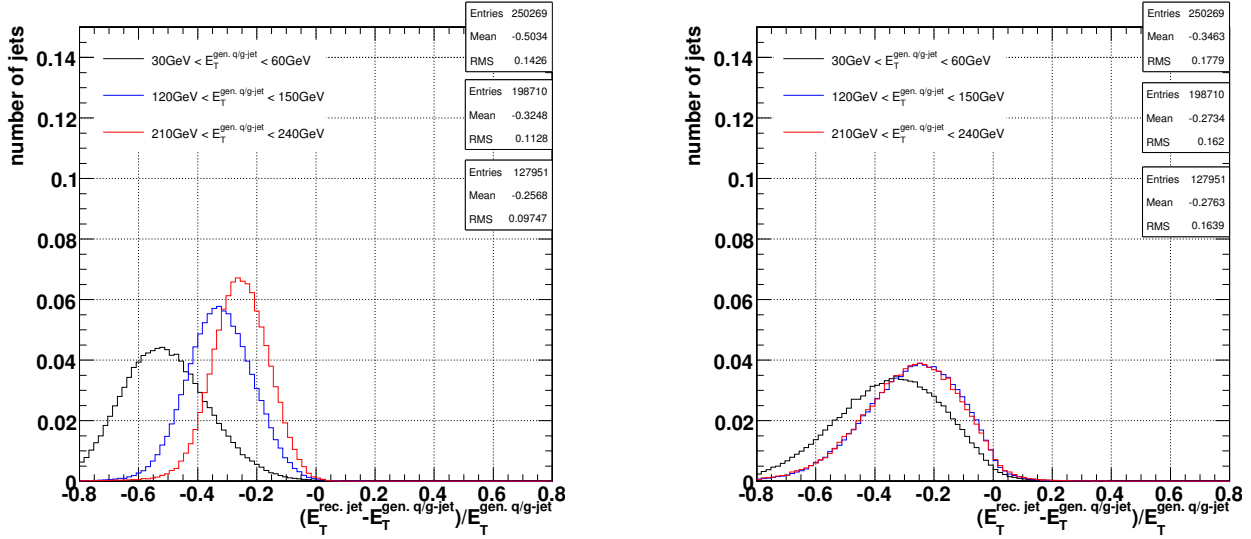 number of jets
0.14
0.12
0.1
0.08
0.06
0.04
0.02
0
-0.8 -0.6 -0.4 -0.2 -0 0.2 0.4 0.6 0.8
(E_T^rec. jet -E_T^gen. q/g-jet)/E_T^gen. q/g-jet
30GeV < E_T^gen. q/g-jet < 60GeV
120GeV < E_T^gen. q/g-jet < 150GeV
210GeV < E_T^gen. q/g-jet < 240GeV
Entries 250269
Mean -0.5034
RMS 0.1426
Entries 198710
Mean -0.3248
RMS 0.1128
Entries 127951
Mean -0.2568
RMS 0.09747
number of jets
0.14
0.12
0.1
0.08
0.06
0.04
0.02
0
-0.8 -0.6 -0.4 -0.2 -0 0.2 0.4 0.6 0.8
(E_T^rec. jet -E_T^gen. q/g-jet)/E_T^gen. q/g-jet
30GeV < E_T^gen. q/g-jet < 60GeV
120GeV < E_T^gen. q/g-jet < 150GeV
210GeV < E_T^gen. q/g-jet < 240GeV
Entries 250269
Mean -0.3463
RMS 0.1779
Entries 198710
Mean -0.2734
RMS 0.162
Entries 127951
Mean -0.2763
RMS 0.1639